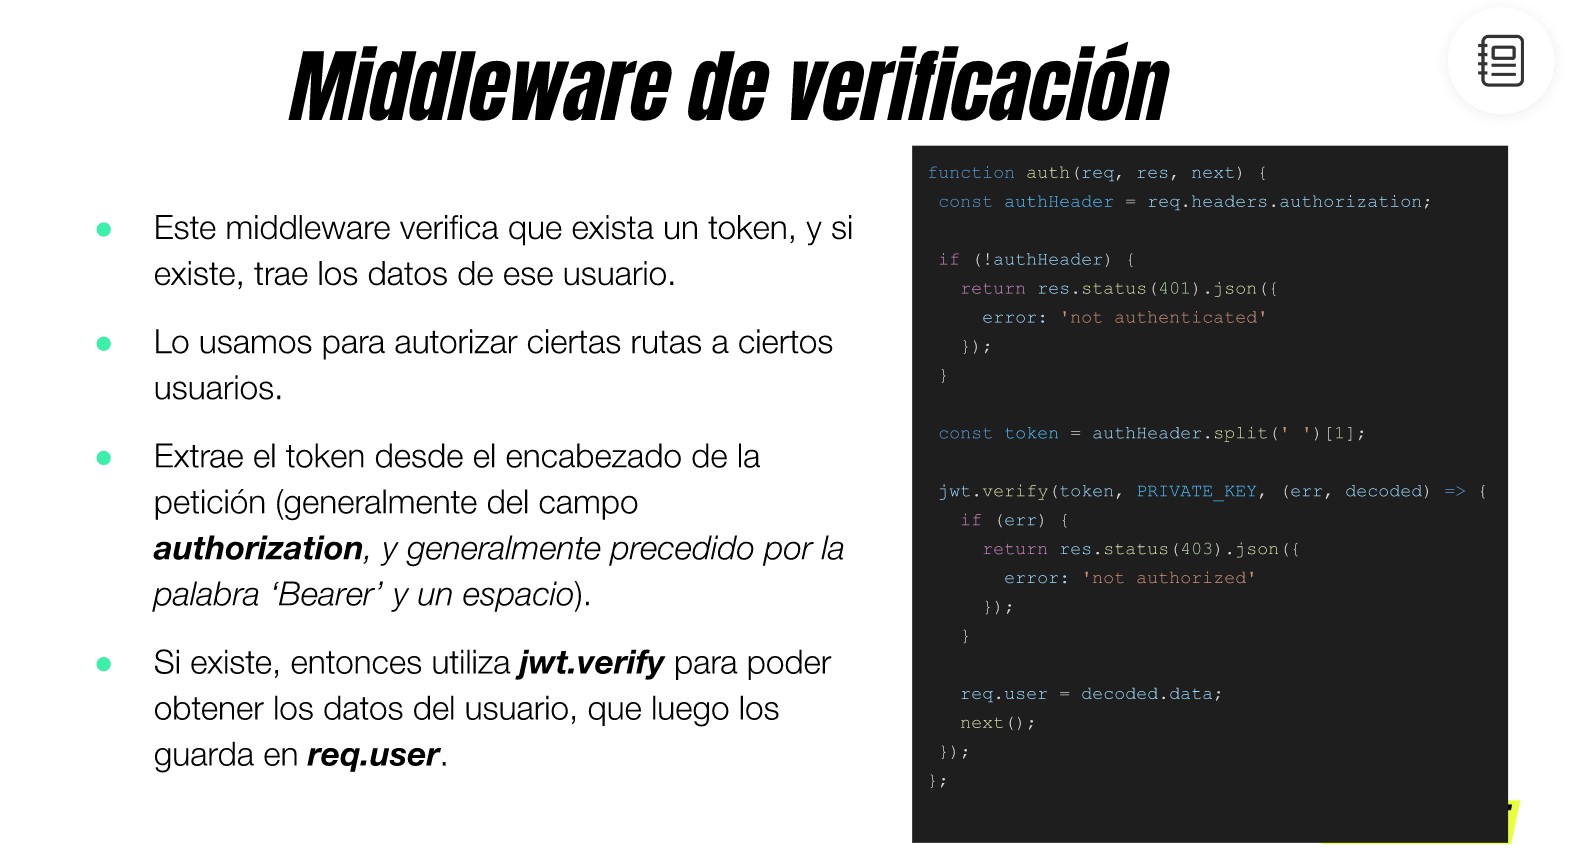 Middleware de verificación
Este middleware verifica que exista un token, y si
existe, trae los datos de ese usuario.
Lo usamos para autorizar ciertas rutas a ciertos
usuarios.
Extrae el token desde el encabezado de la
petición (generalmente del campo
authorization, y generalmente precedido por la
palabra ‘Bearer’ y un espacio).
Si existe, entonces utiliza jwt.verify para poder
obtener los datos del usuario, que luego los
guarda en req.user.
function auth(req, res, next) {
const authHeader = req.headers.authorization;
if (!authHeader) {
return res.status(401).json({
error: 'not authenticated'
});
}
const token = authHeader.split(' ')[1];
jwt.verify(token, PRIVATE_KEY, (err, decoded) => {
if (err) {
return res.status(403).json({
error: 'not authorized'
});
}
req.user = decoded.data;
next();
});
};